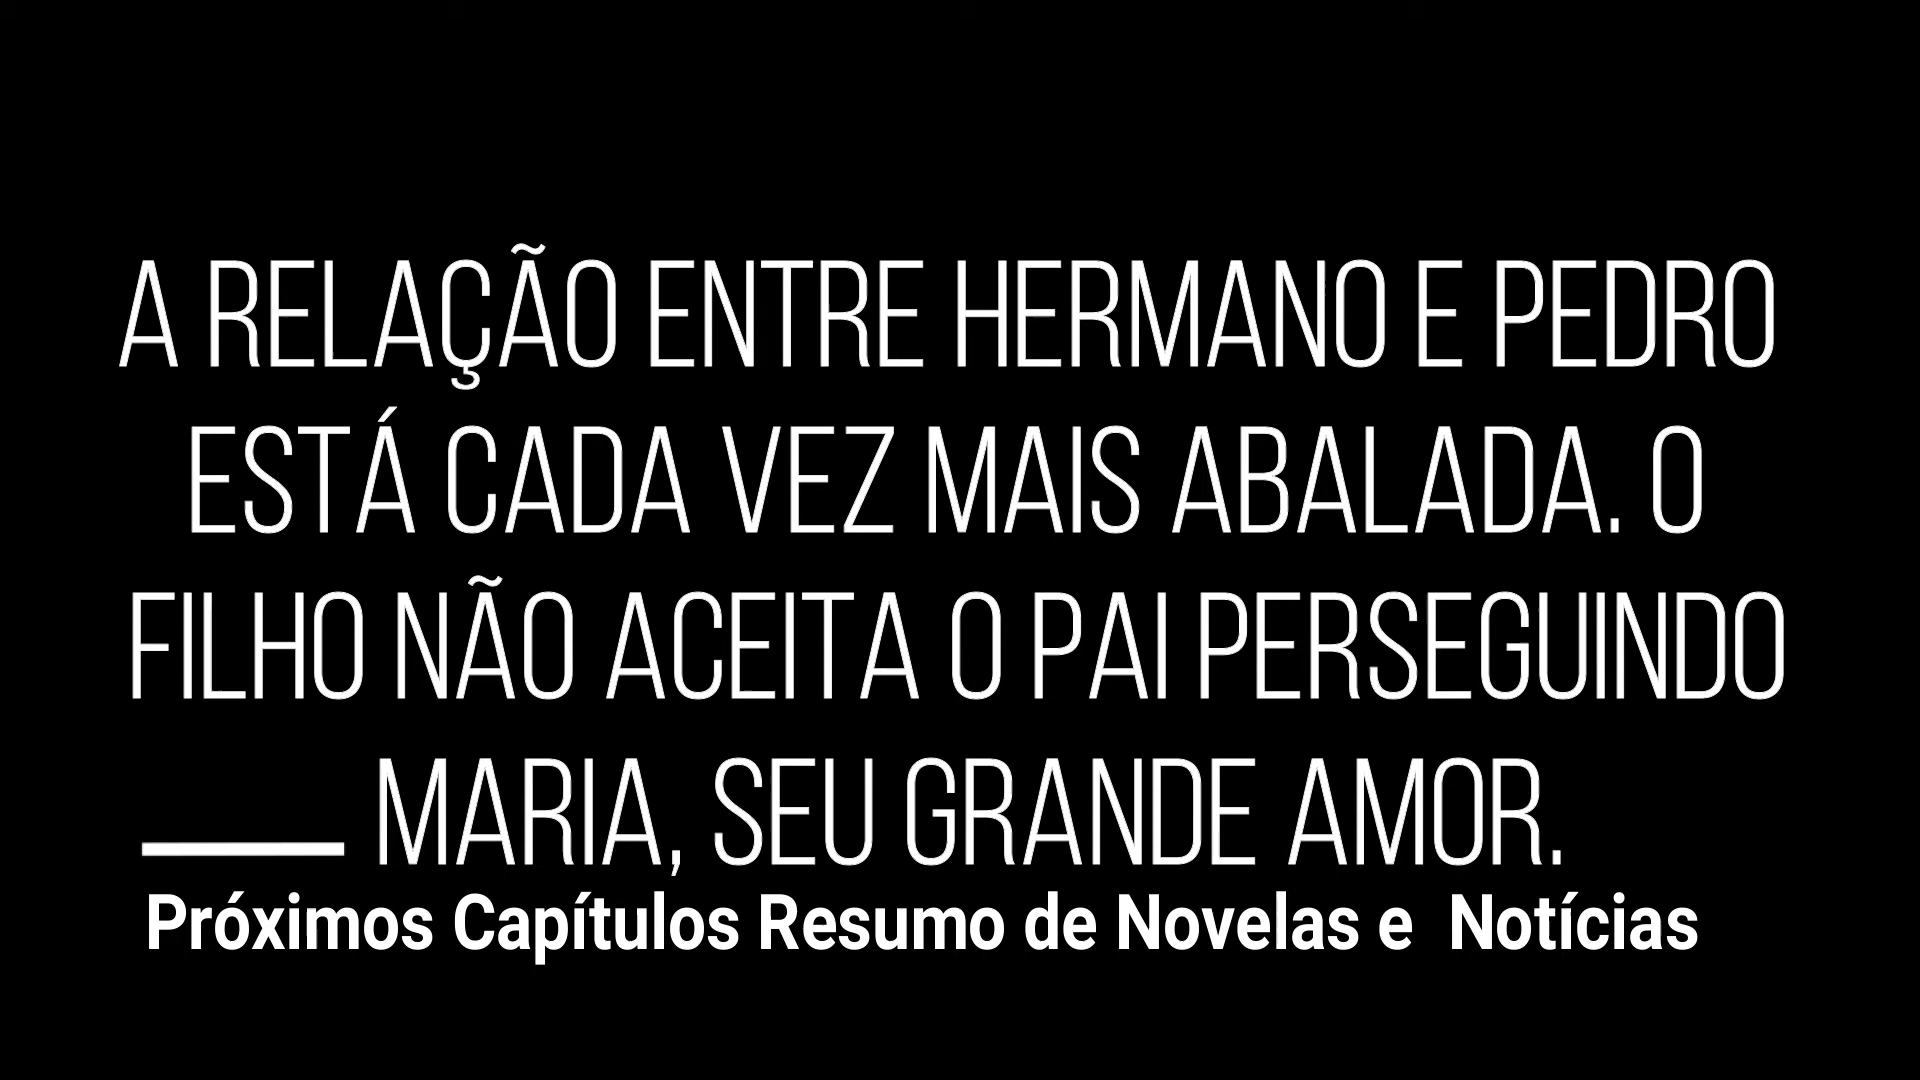 A RELAÇÃO ENTRE HERMANO E PEDRO
ESTÁ CADA VEZ MAIS ABALADA. O
FILHO NÃO ACEITA O PAI PERSEGUINDO
MARIA, SEU GRANDE AMOR.
Próximos Capítulos Resumo de Novelas e  Notícias